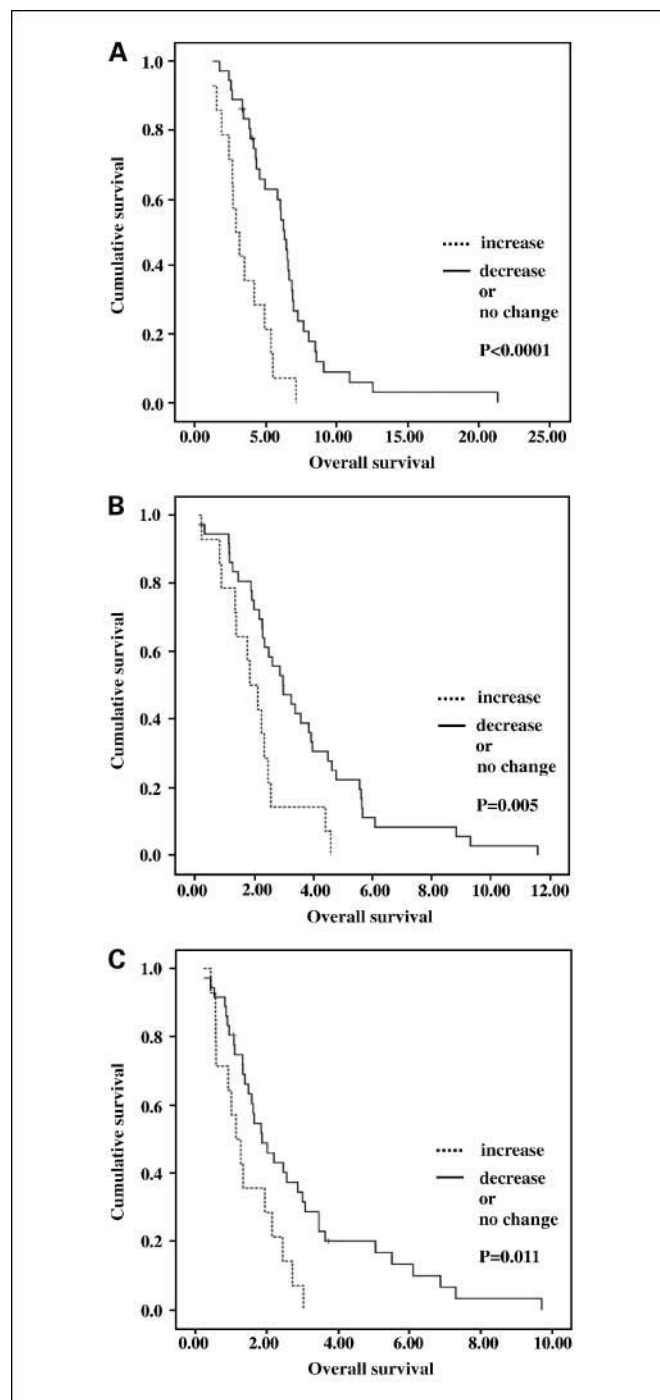 A
1.0
0.8
0.6
0.4
0.2
0.0
Cumulative survival
increase
decrease
or
no change
P<0.0001
0.00 5.00 10.00 15.00 20.00 25.00
Overall survival
B
1.0
0.8
0.6
0.4
0.2
0.0
Cumulative survival
increase
decrease
or
no change
P=0.005
0.00 2.00 4.00 6.00 8.00 10.00 12.00
Overall survival
C
1.0
0.8
0.6
0.4
0.2
0.0
Cumulative survival
increase
decrease
or
no change
P=0.011
0.00 2.00 4.00 6.00 8.00 10.00
Overall survival